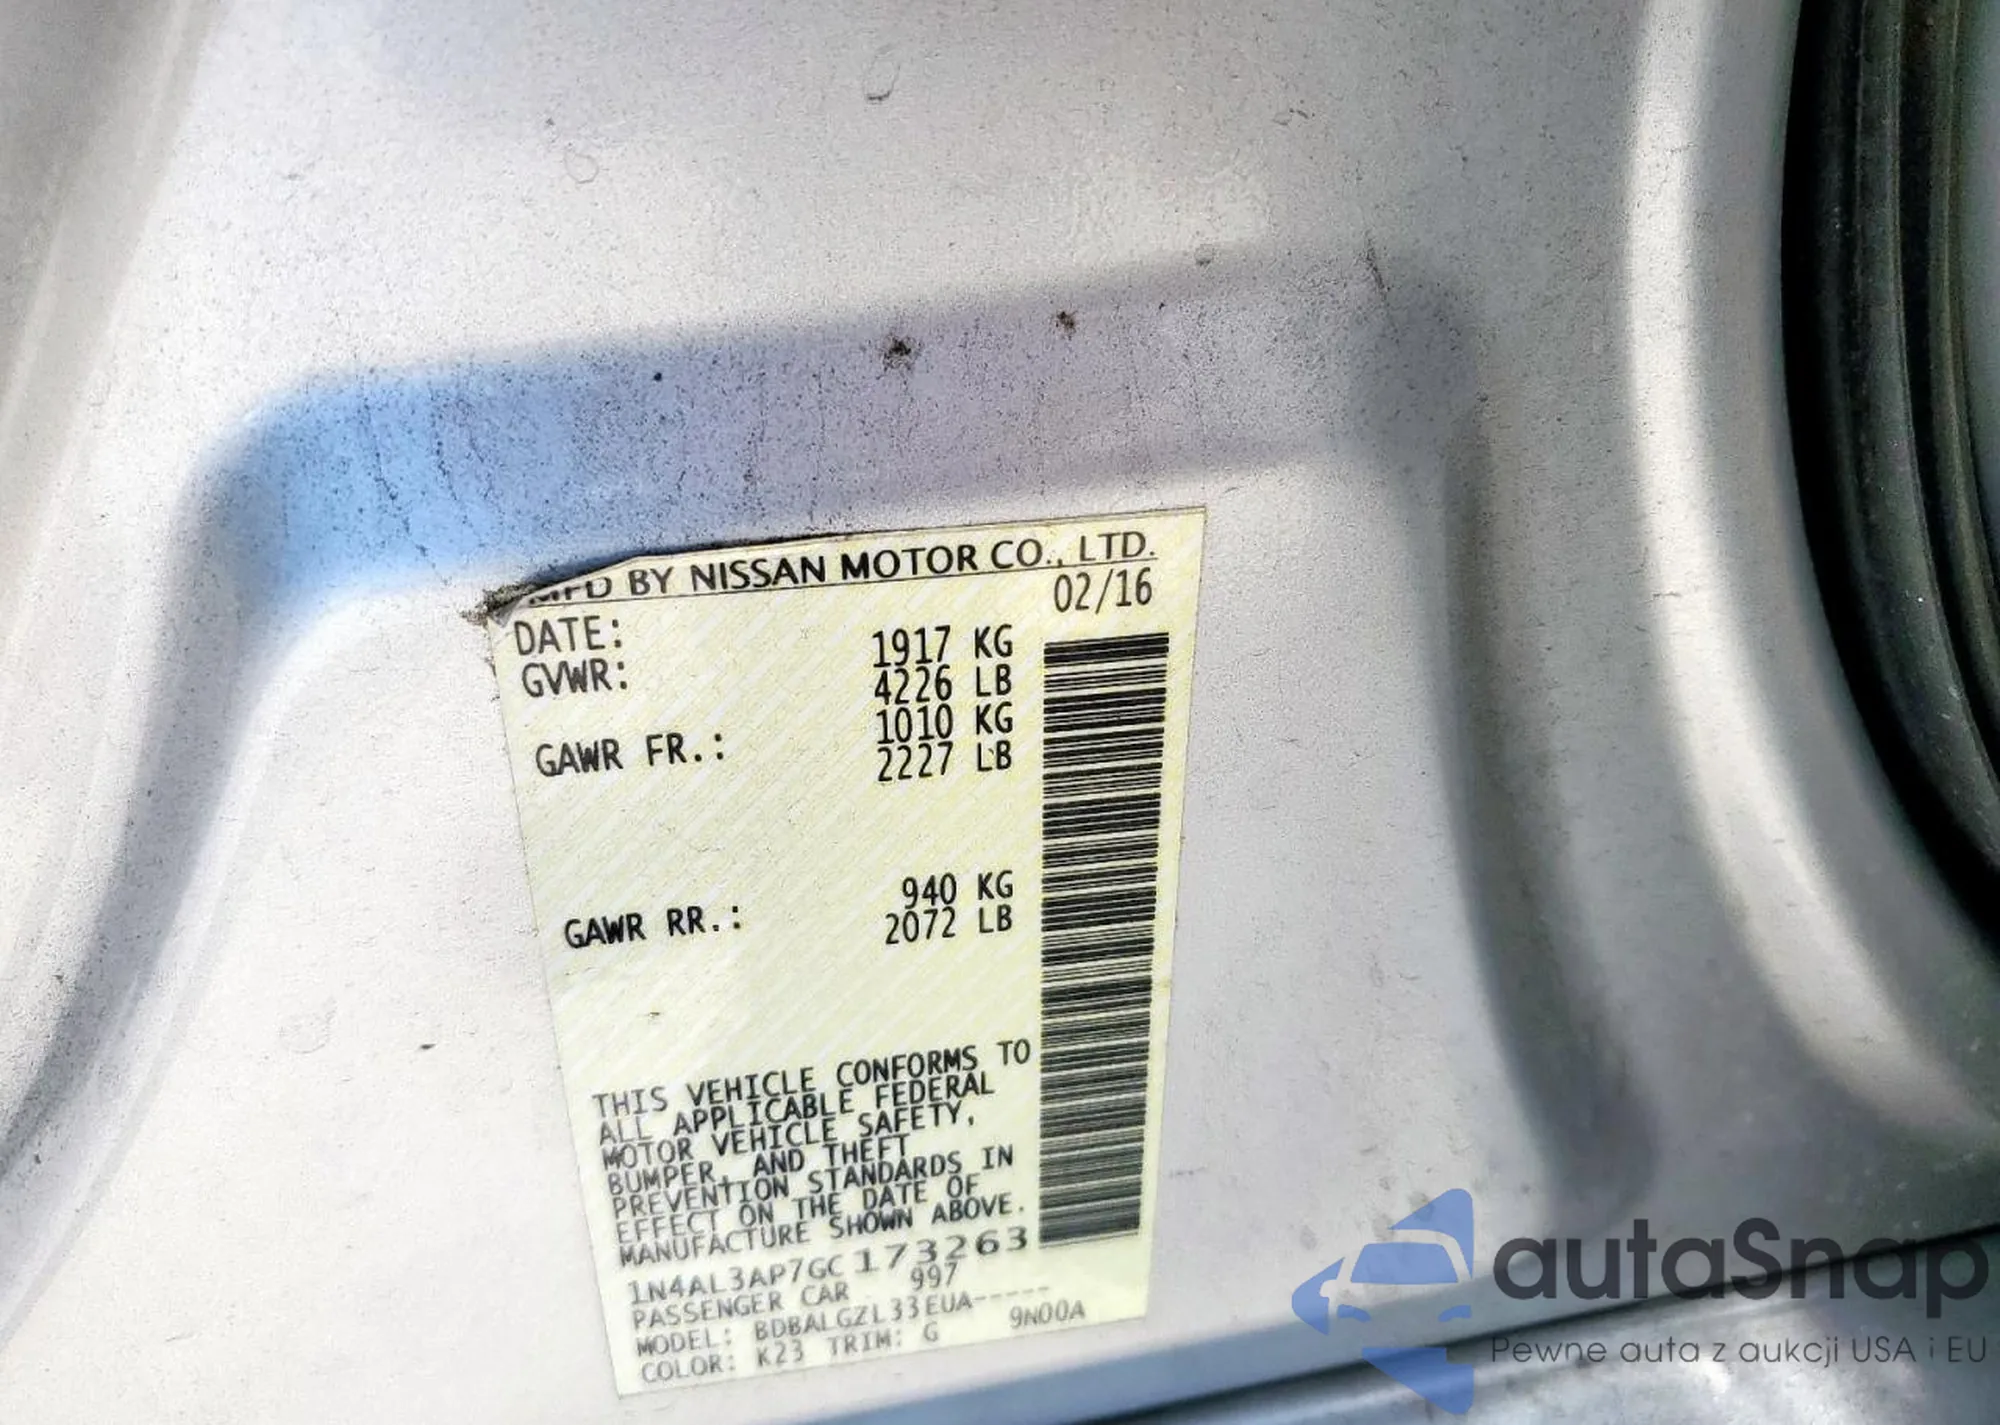 MFD BY NISSAN MOTOR CO., LTD.
DATE: 02/16
GVWR: 1917 KG
4226 LB
GAWR FR.: 1010 KG
2227 LB
GAWR RR.: 940 KG
2072 LB
THIS VEHICLE CONFORMS TO
ALL APPLICABLE FEDERAL
MOTOR VEHICLE SAFETY,
BUMPER, AND THEFT
PREVENTION STANDARDS IN
EFFECT ON THE DATE OF
MANUFACTURE SHOWN ABOVE.
1N4AL3AP7GC173263
PASSENGER CAR 997
MODEL: BDBALGZL33EUA-----
COLOR: K23 TRIM: G 9N00A
autaSnap
Pewne auta z aukcji USA i EU